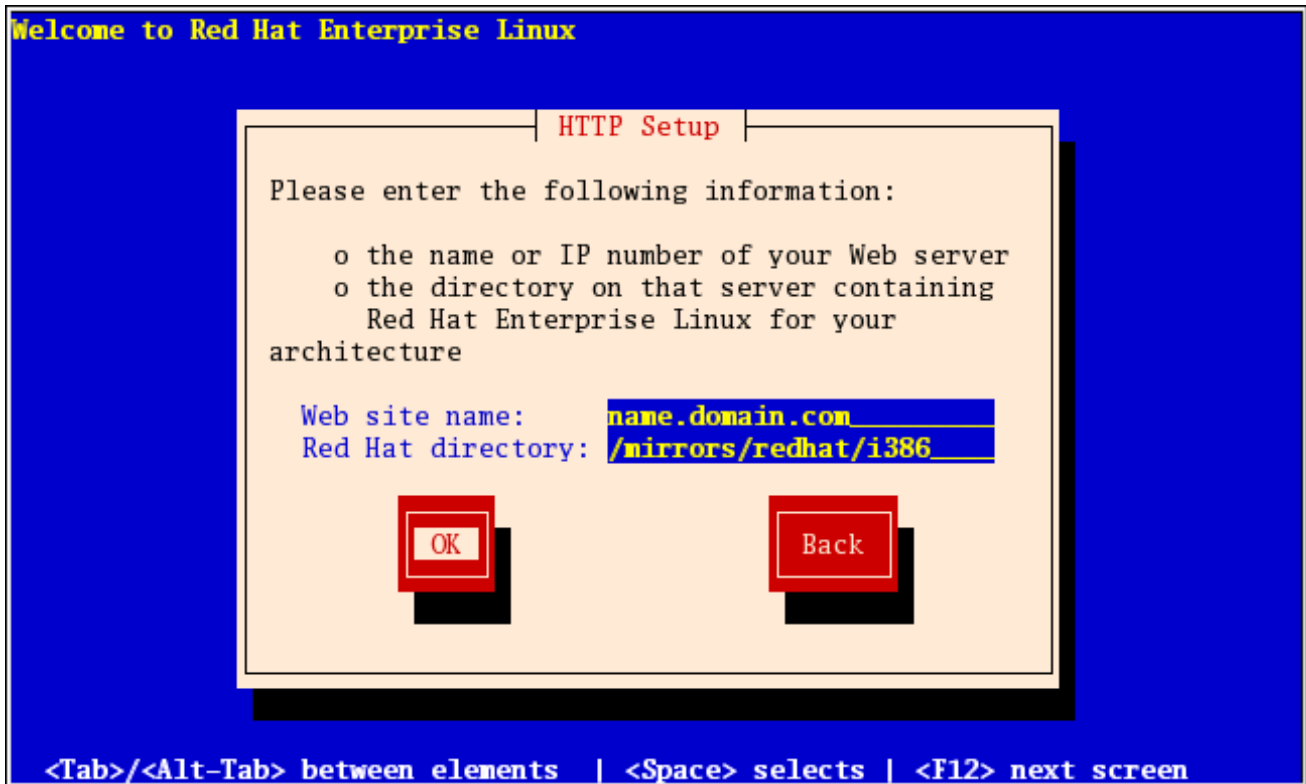 Welcome to Red Hat Enterprise Linux
HTTP Setup
Please enter the following information:
o the name or IP number of your Web server
o the directory on that server containing
Red Hat Enterprise Linux for your
architecture
Web site name: name.domain.com
Red Hat directory: /mirrors/redhat/i386
OK Back
<Tab>/<Alt-Tab> between elements | <Space> selects | <F12> next screen